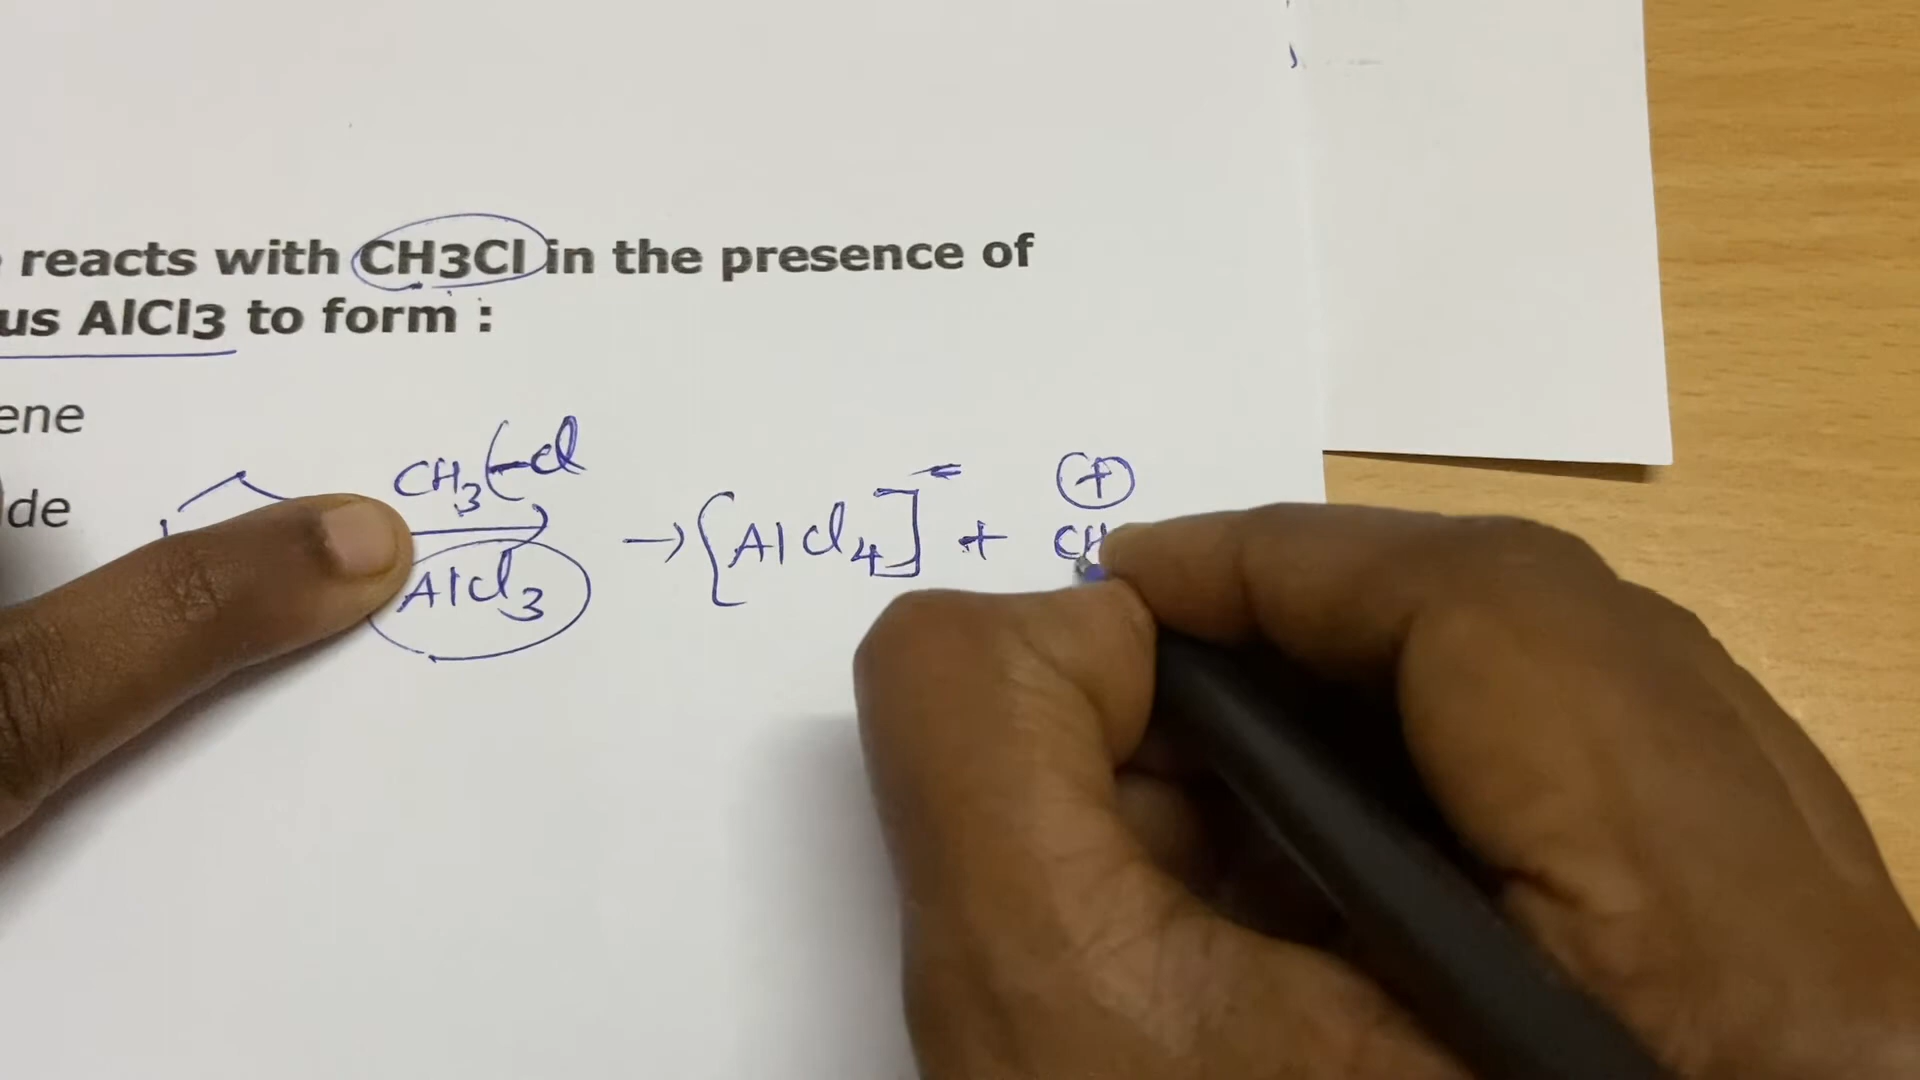 reacts with CH3Cl in the presence of
us AlCl3 to form :
ene
de
CH3-Cl
AlCl3
→ [AlCl4]- + CH +